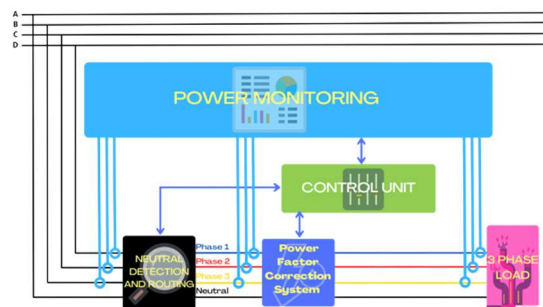 A
B
C
D
POWER MONITORING
CONTROL UNIT
NEUTRAL
DETECTION
AND ROUTING
Phase 1
Phase 2
Phase 3
Neutral
Power
Factor
Correction
System
3 PHASE
LOAD